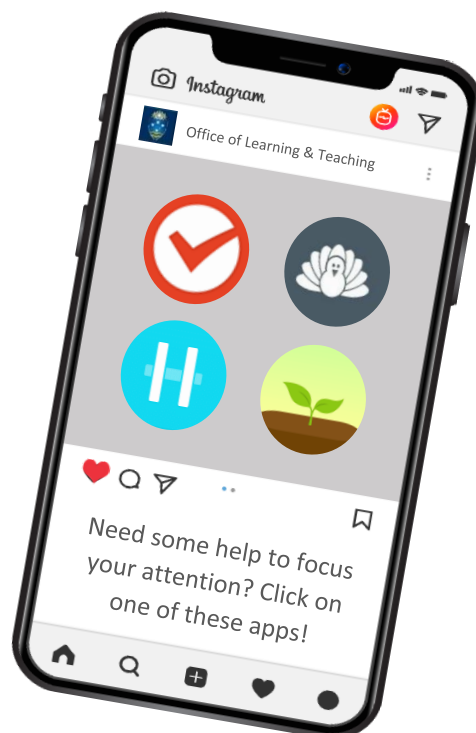 Instagram
Office of Learning & Teaching
Need some help to focus
your attention? Click on
one of these apps!